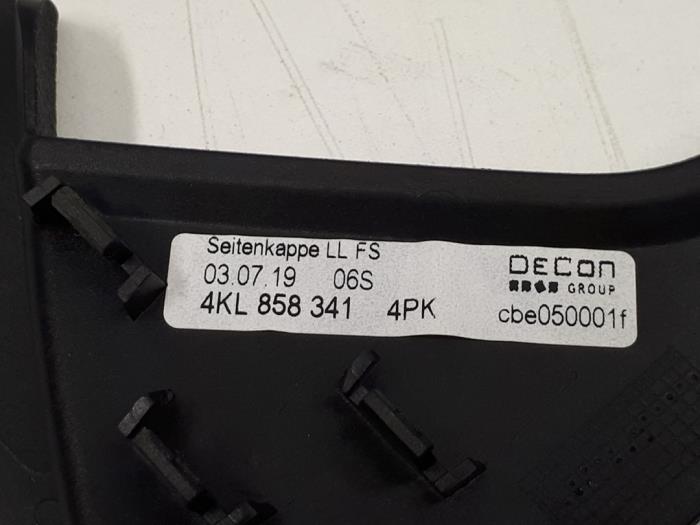 Seitenkappe LL FS
03.07.19 06S
4KL 858 341 4PK
DECON
GROUP
cbe050001f